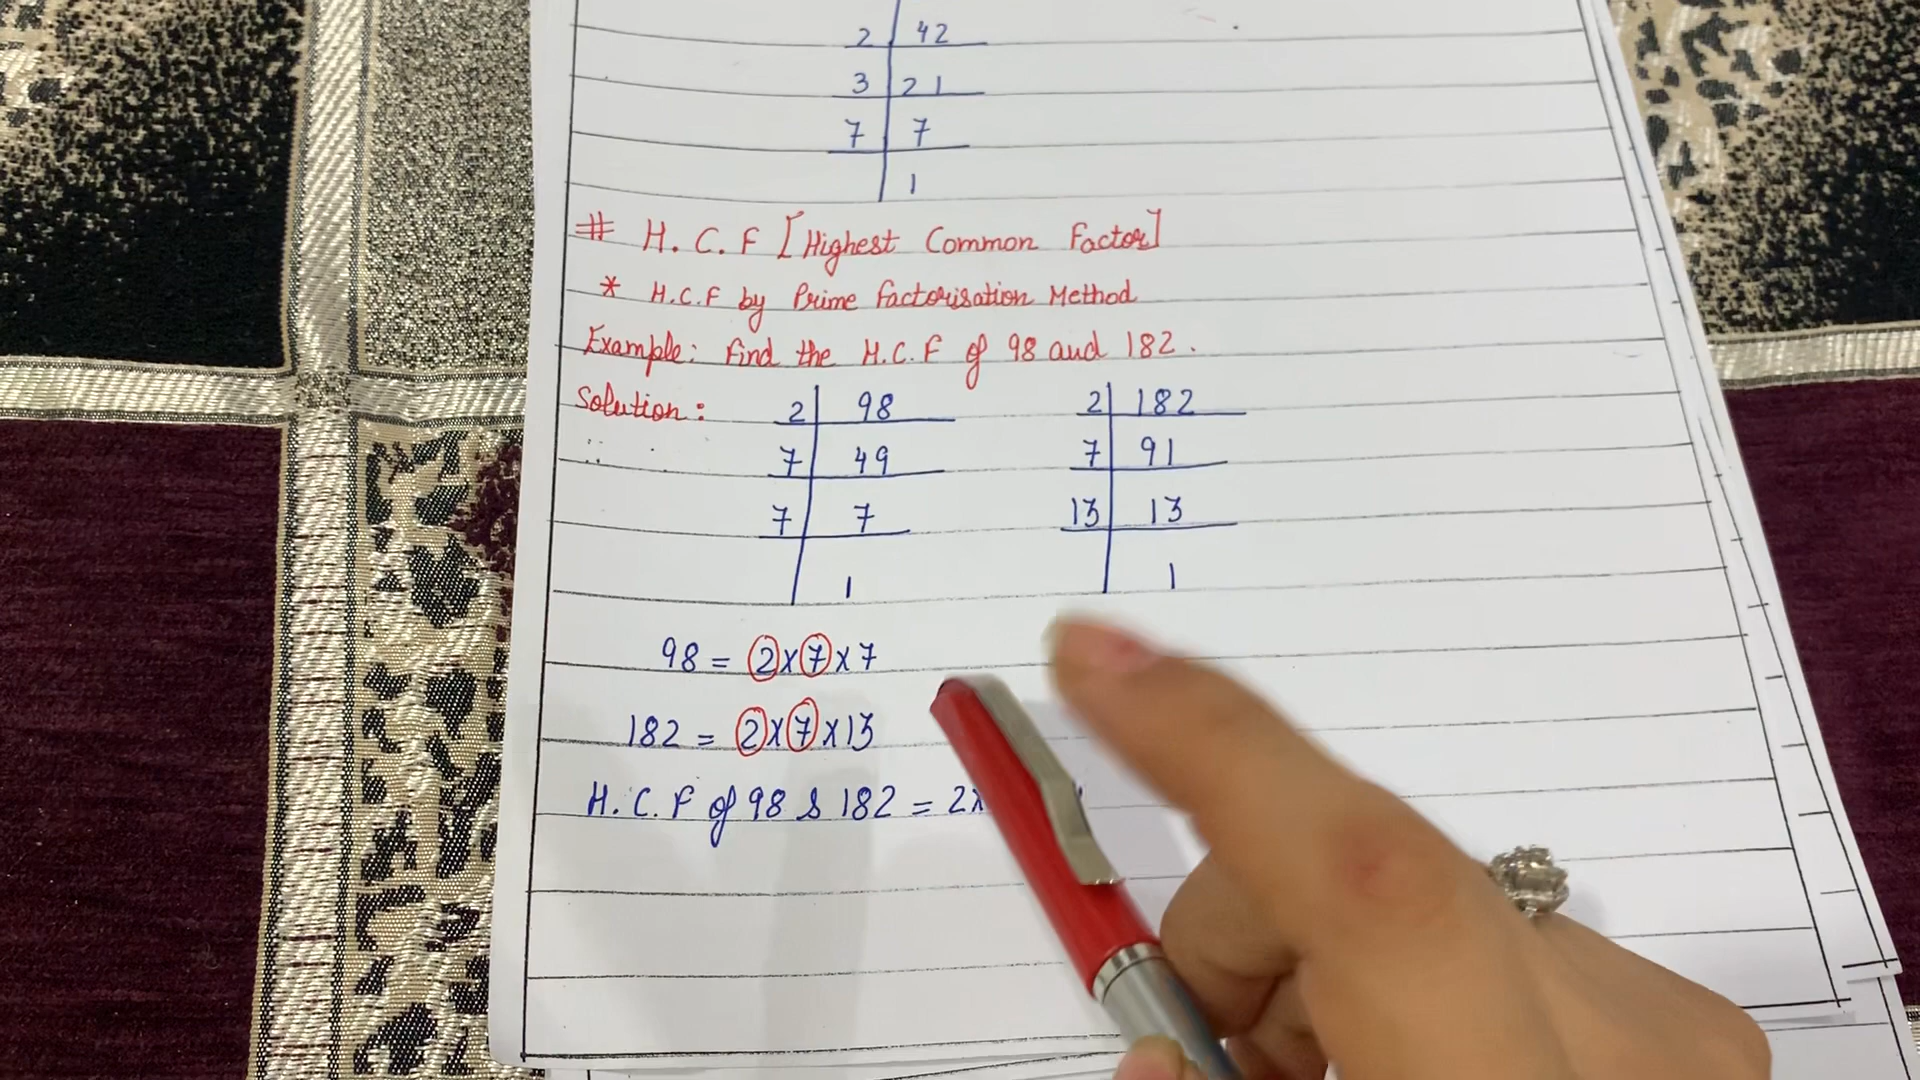 2 | 42
3 | 21
7 | 7
1
# H.C.F [Highest Common Factor]
* H.C.F by Prime Factorisation Method
Example: Find the H.C.F of 98 and 182.
Solution: 2 | 98 2 | 182
7 | 49 7 | 91
7 | 7 13 | 13
1 1
98 = 2x7x7
182 = 2x7x13
H.C.F of 98 & 182 = 2x